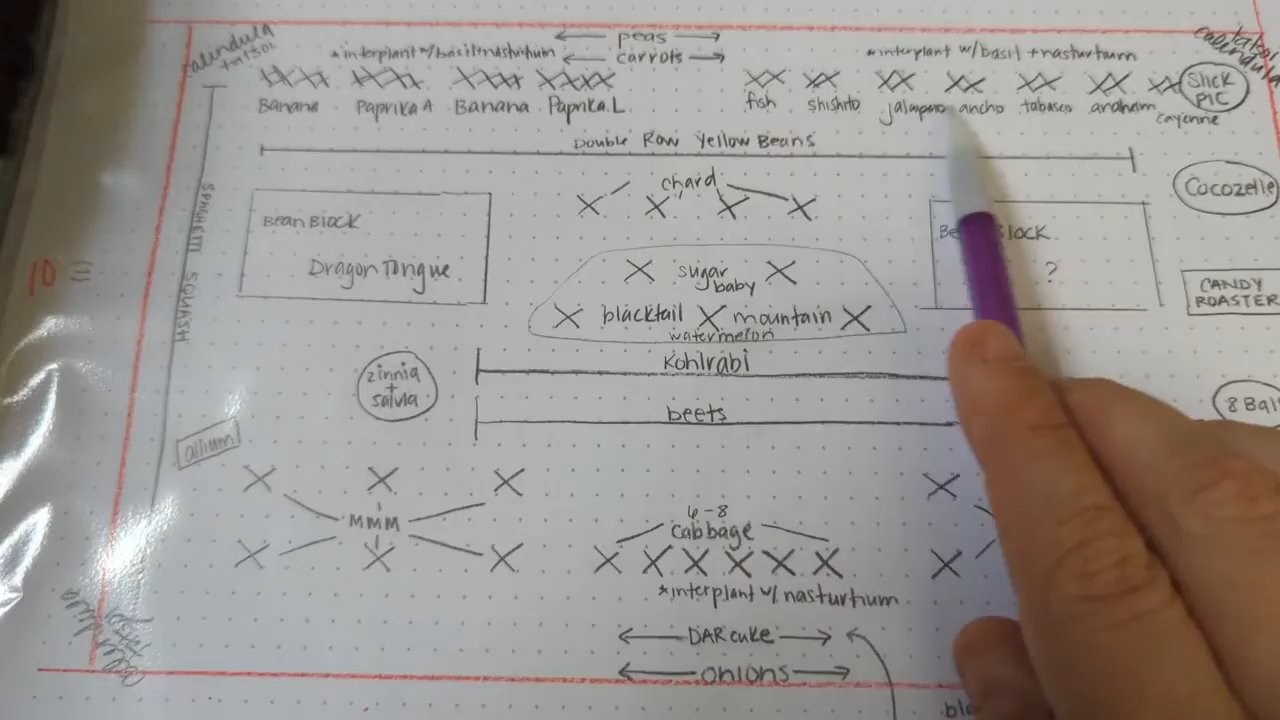 calendula
+ tatsoi
← peas →
*interplant w/basil+nasturtium
← carrots →
*interplant w/basil +nasturtium
tatsoi
calendula
Banana
Paprika A
Banana
Paprika L
fish
shishito
jalapeno
ancho
tabasco
anaheim
cayenne
SLICK
PIC
Double Row Yellow Beans
SPAGHETTI SQUASH
chard
Bean Block
Dragon Tongue
Block
?
Cocozelle
CANDY
ROASTER
10 =
sugar
baby
blacktail mountain
watermelon
Kohlrabi
zinnia
+
salvia
beets
8 Ball
allium
MMM
6-8
cabbage
*interplant w/ nasturtium
← DAR cuke →
← onions →